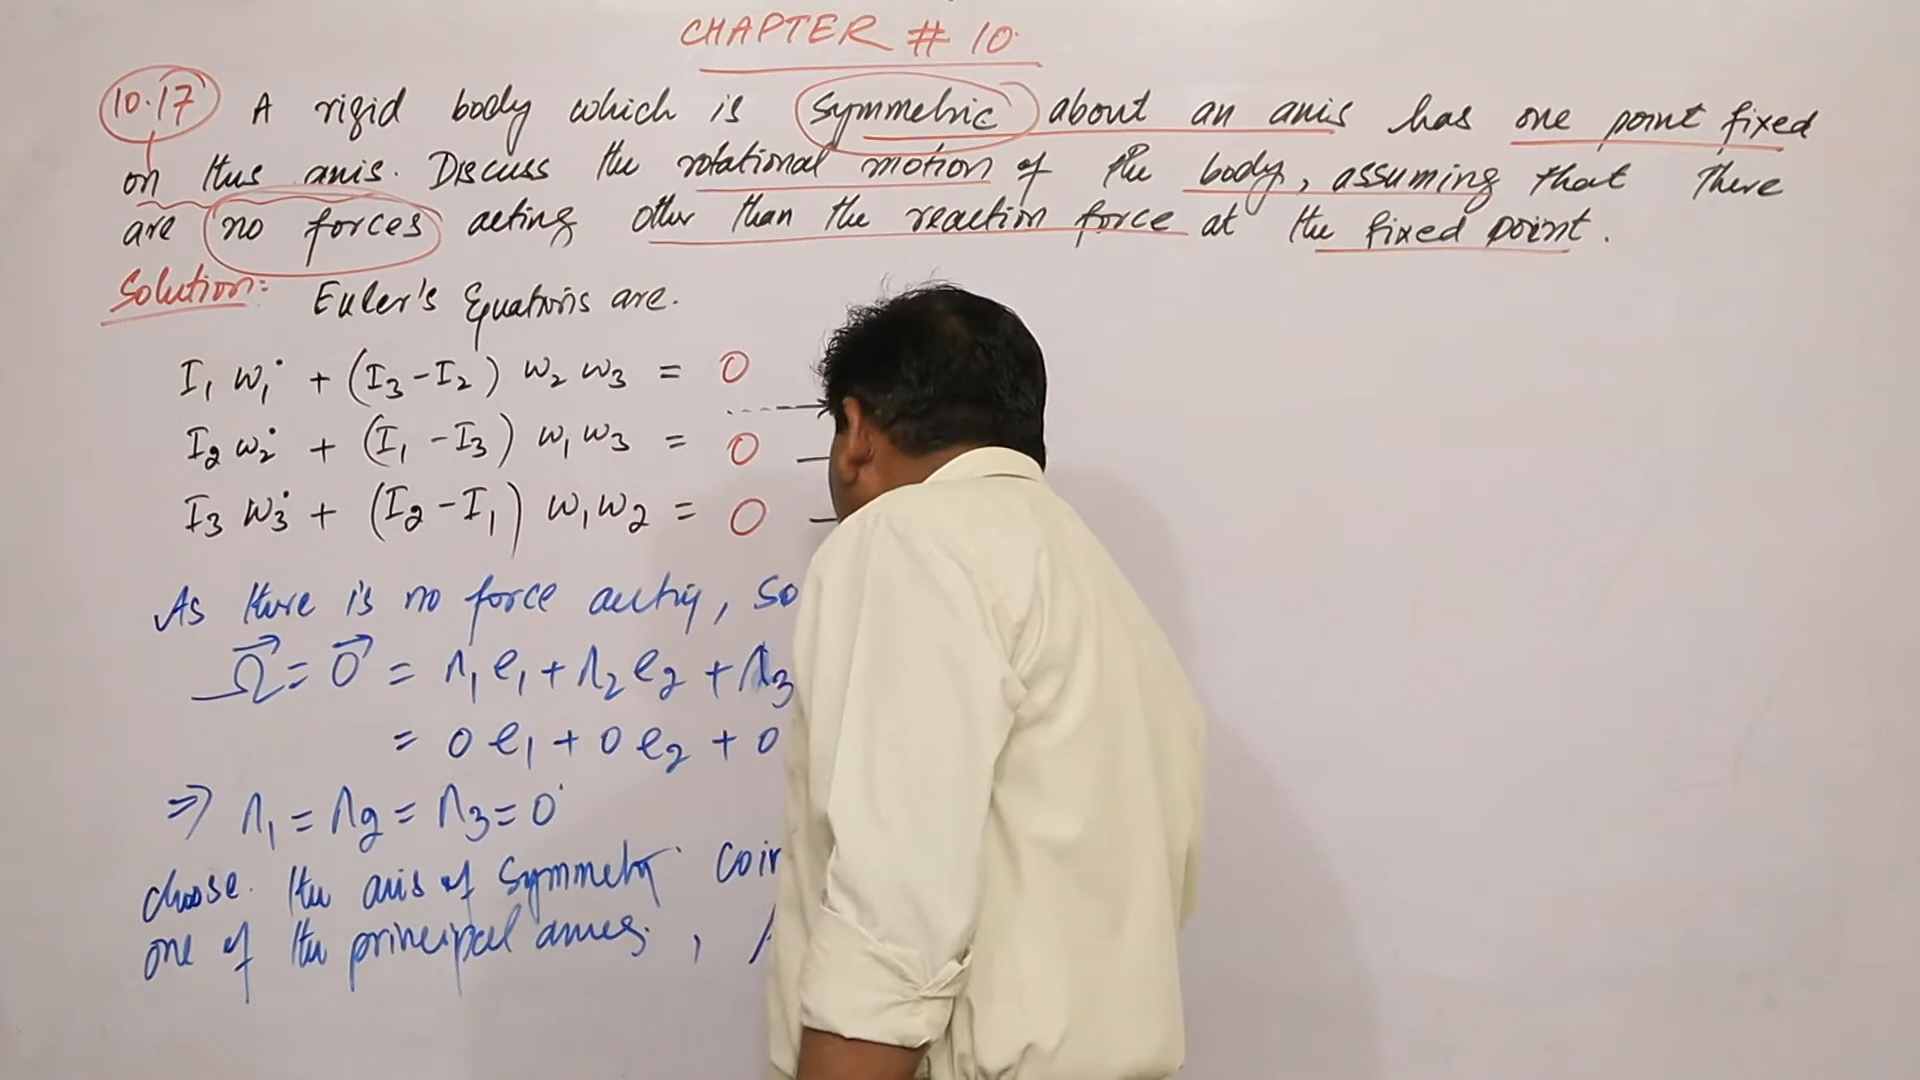 CHAPTER # 10
10.17 A rigid body which is symmetric about an axis has one point fixed
on this axis. Discuss the rotational motion of the body, assuming that there
are no forces acting other than the reaction force at the fixed point.
Solution: Euler's Equations are.
I₁ ω̇₁ + (I₃ - I₂) ω₂ ω₃ = 0
I₂ ω̇₂ + (I₁ - I₃) ω₁ ω₃ = 0
I₃ ω̇₃ + (I₂ - I₁) ω₁ ω₂ = 0
As there is no force acting, so
Ω⃗ = 0⃗ = Λ₁ e₁ + Λ₂ e₂ + Λ₃
= 0 e₁ + 0 e₂ + 0
⇒ Λ₁ = Λ₂ = Λ₃ = 0
choose the axis of symmetry coin
one of the principal axes. ,